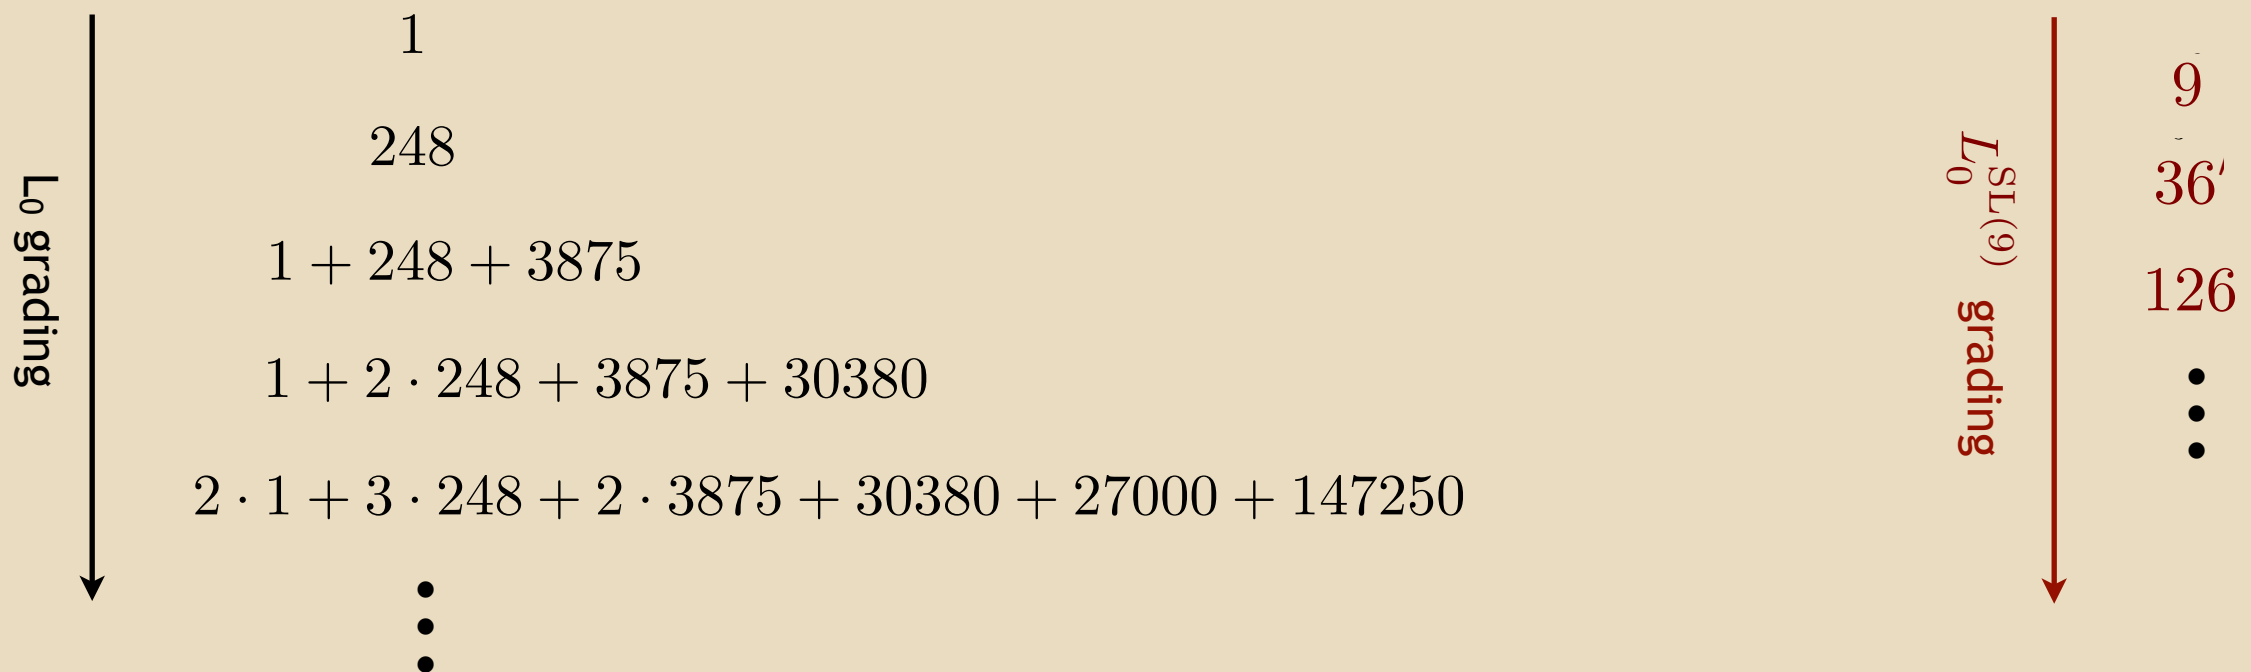 L₀ grading
1
248
1 + 248 + 3875
1 + 2 · 248 + 3875 + 30380
2 · 1 + 3 · 248 + 2 · 3875 + 30380 + 27000 + 147250
L₀^SL(9) grading
9
36′
126